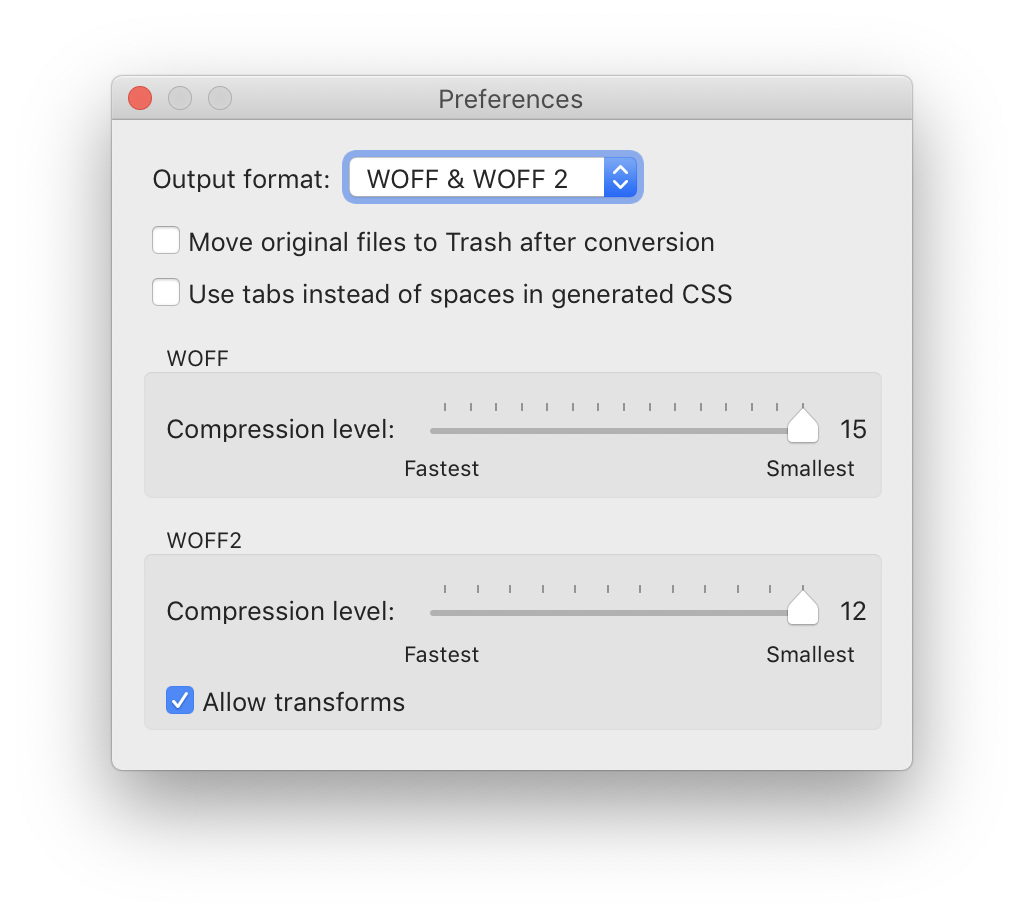 Preferences
Output format: WOFF & WOFF 2
Move original files to Trash after conversion
Use tabs instead of spaces in generated CSS
WOFF
Compression level: 15
Fastest Smallest
WOFF2
Compression level: 12
Fastest Smallest
Allow transforms